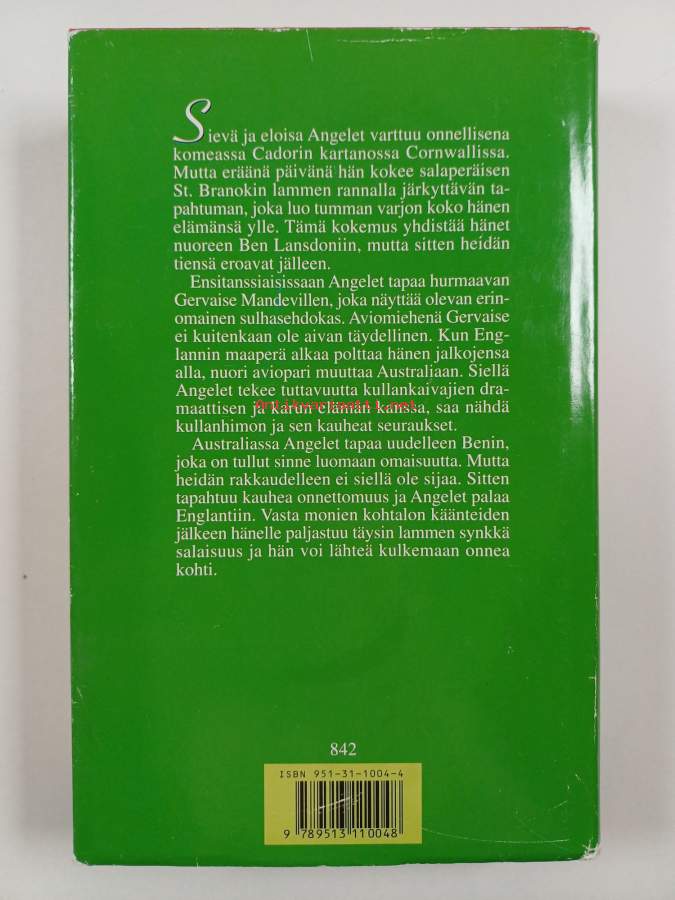 Sievä ja eloisa Angelet varttuu onnellisena
komeassa Cadorin kartanossa Cornwallissa.
Mutta eräänä päivänä hän kokee salaperäisen
St. Branokin lammen rannalla järkyttävän ta-
pahtuman, joka luo tumman varjon koko hänen
elämänsä ylle. Tämä kokemus yhdistää hänet
nuoreen Ben Lansdoniin, mutta sitten heidän
tiensä eroavat jälleen.
Ensitanssiaisissaan Angelet tapaa hurmaavan
Gervaise Mandevillen, joka näyttää olevan erin-
omainen sulhasehdokas. Aviomiehenä Gervaise
ei kuitenkaan ole aivan täydellinen. Kun Eng-
lannin maaperä alkaa polttaa hänen jalkojensa
alla, nuori aviopari muuttaa Australiaan. Siellä
Angelet tekee tuttavuutta kullankaivajien dra-
maattisen ja karun elämän kanssa, saa nähdä
kullanhimon ja sen kauheat seuraukset.
Australiassa Angelet tapaa uudelleen Benin,
joka on tullut sinne luomaan omaisuutta. Mutta
heidän rakkaudelleen ei siellä ole sijaa. Sitten
tapahtuu kauhea onnettomuus ja Angelet palaa
Englantiin. Vasta monien kohtalon käänteiden
jälkeen hänelle paljastuu täysin lammen synkkä
salaisuus ja hän voi lähteä kulkemaan onnea
kohti.
Antikvariaatti.net
842
ISBN 951-31-1004-4
9 789513 110048